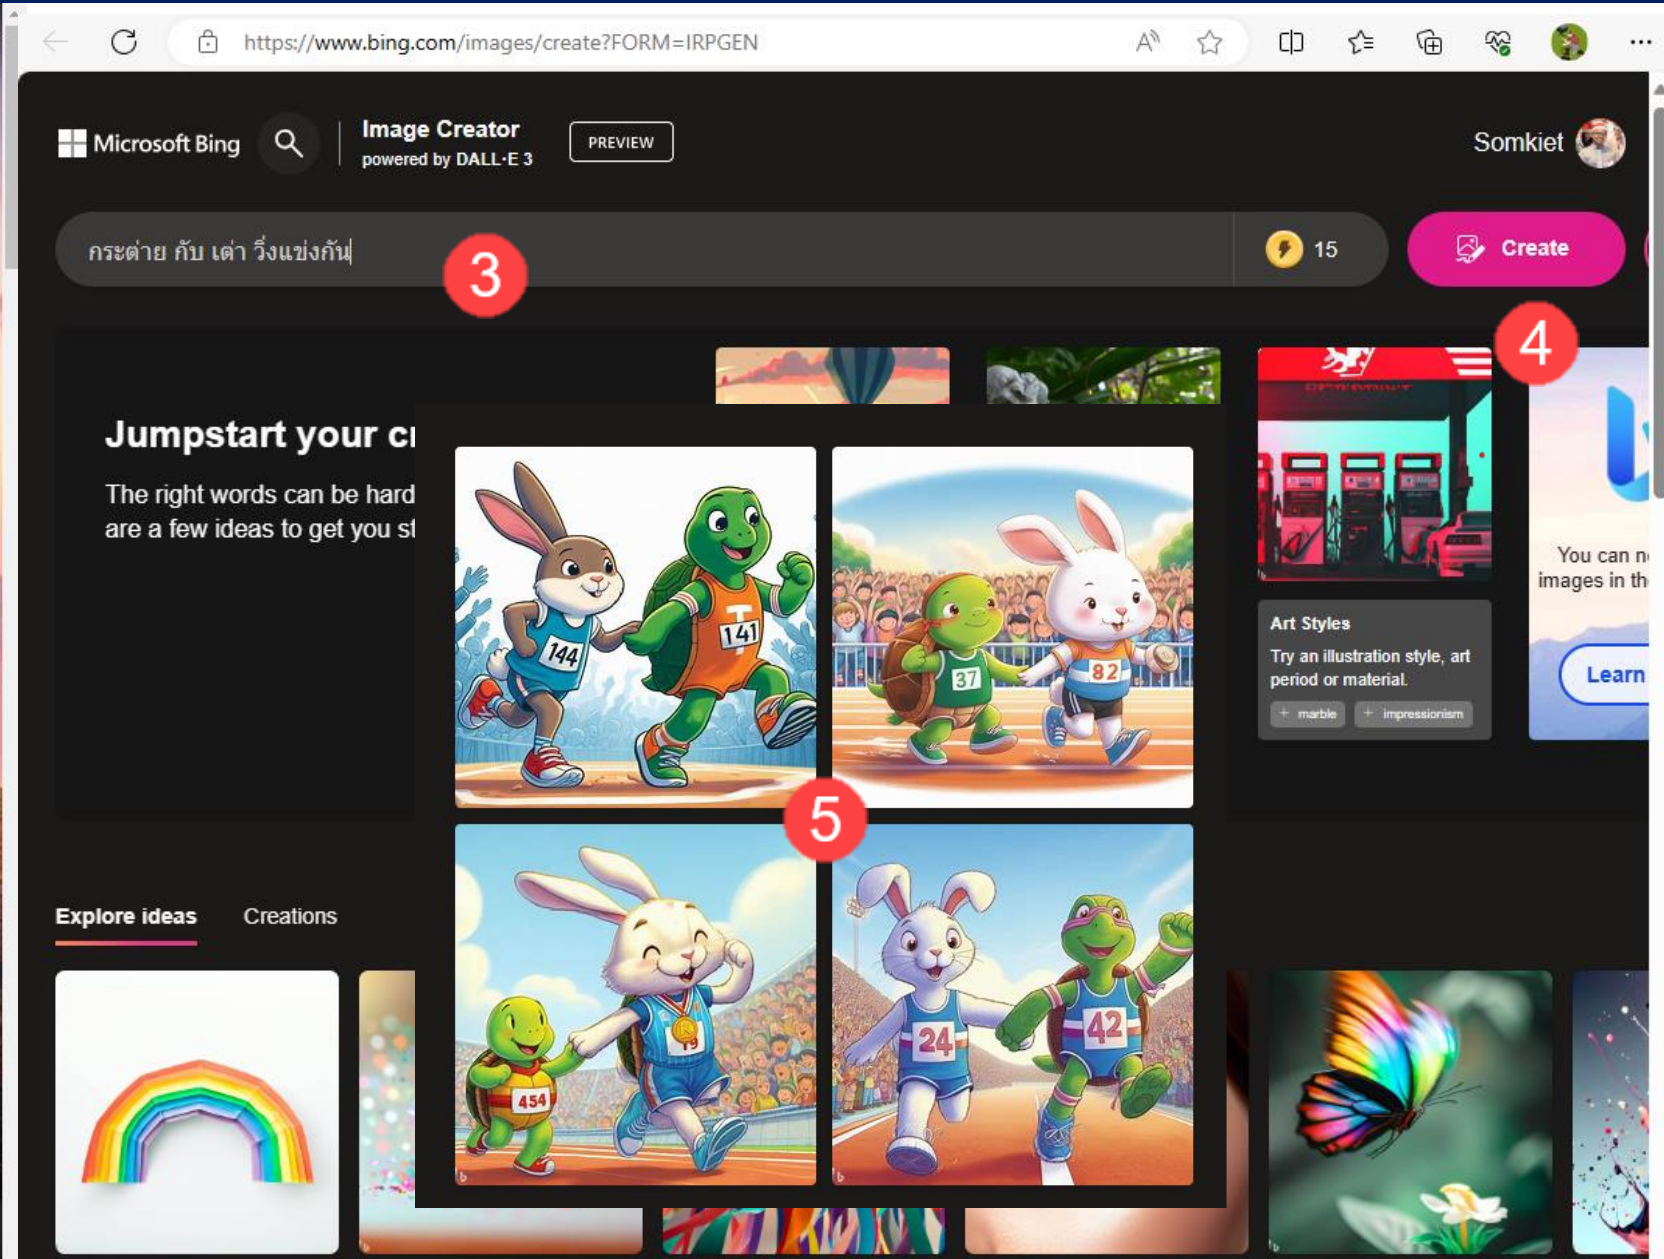 https://www.bing.com/images/create?FORM=IRPGEN
Microsoft Bing
Image Creator
powered by DALL·E 3
PREVIEW
Somkiet
กระต่าย กับ เต่า วิ่งแข่งกัน
3
15
Create
4
Jumpstart your
The right words can be hard
are a few ideas to get you
144
141
T
37
82
Art Styles
Try an illustration style, art
period or material.
+ marble + impressionism
You can
images in
Learn
5
Explore ideas Creations
454
19
24
42